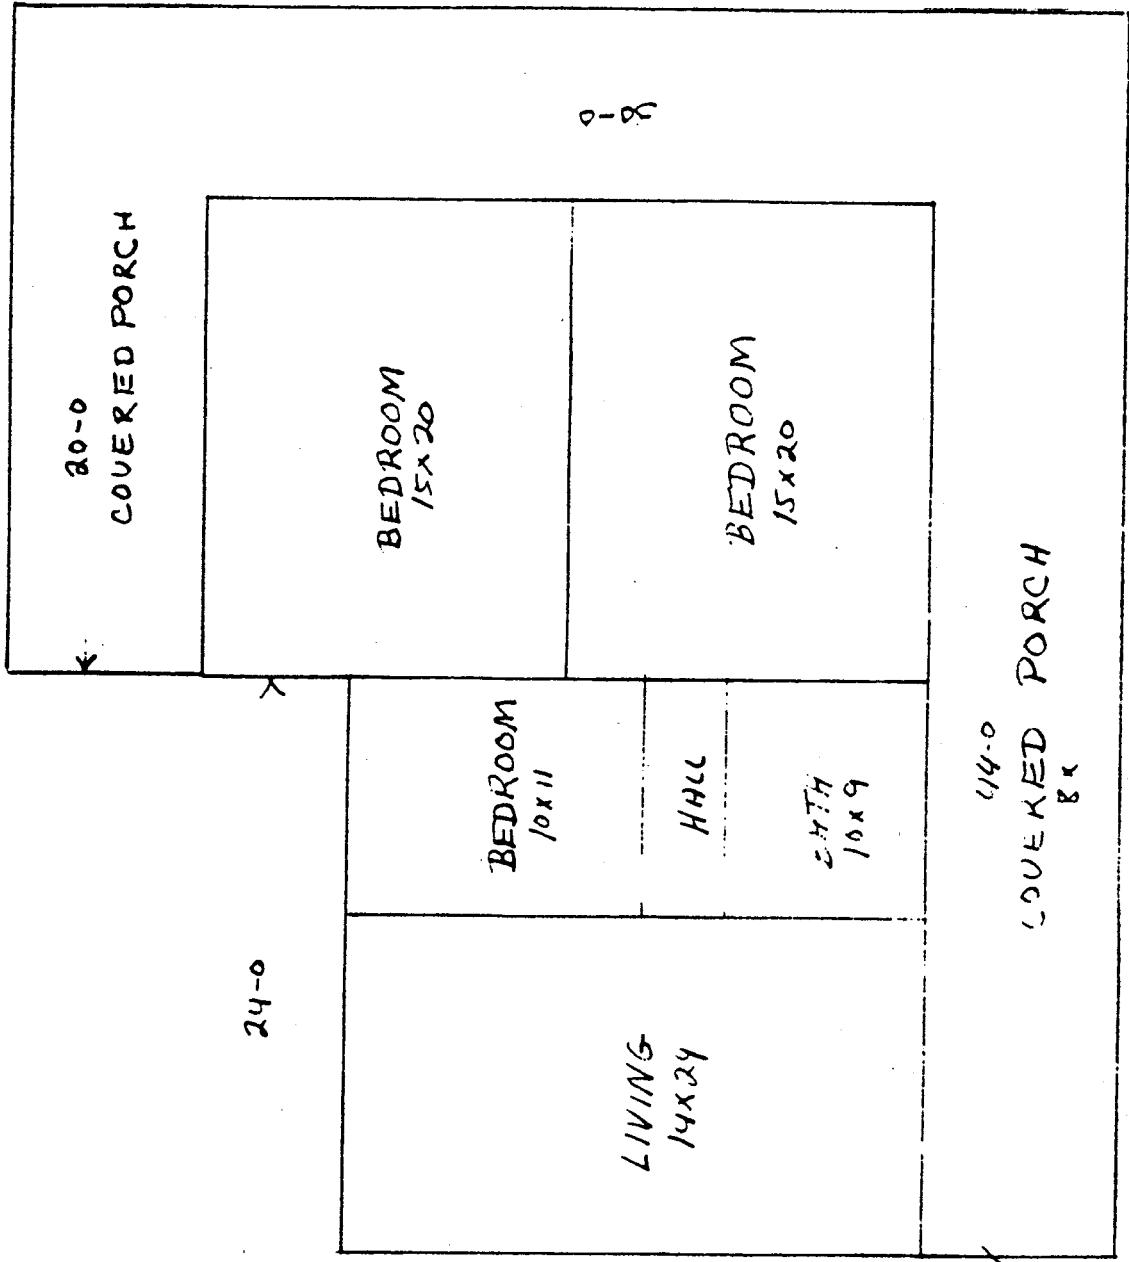 20-0
COVERED PORCH
24-0
BEDROOM
15x20
BEDROOM
10x11
8-0
LIVING
14x24
HALL
BEDROOM
15x20
BATH
10x9
44-0
COVERED PORCH
8x